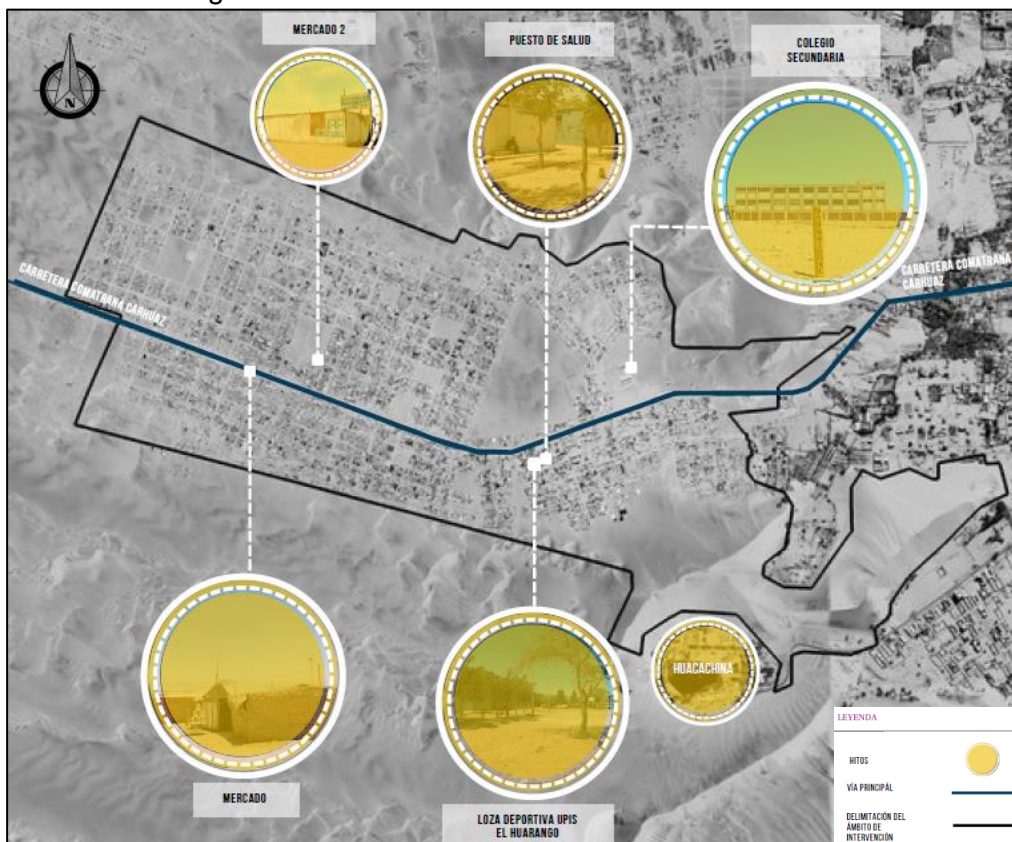 MERCADO 2
PUESTO DE SALUD
COLEGIO
SECUNDARIA
N
CARRETERA COMATRANA CARHUAZ
CARRETERA COMATRANA
CARHUAZ
HUACACHINA
MERCADO
LOZA DEPORTIVA UPIS
EL HUARANGO
LEYENDA
HITOS
VÍA PRINCIPÁL
DELIMITACIÓN DEL
ÁMBITO DE
INTERVENCIÓN